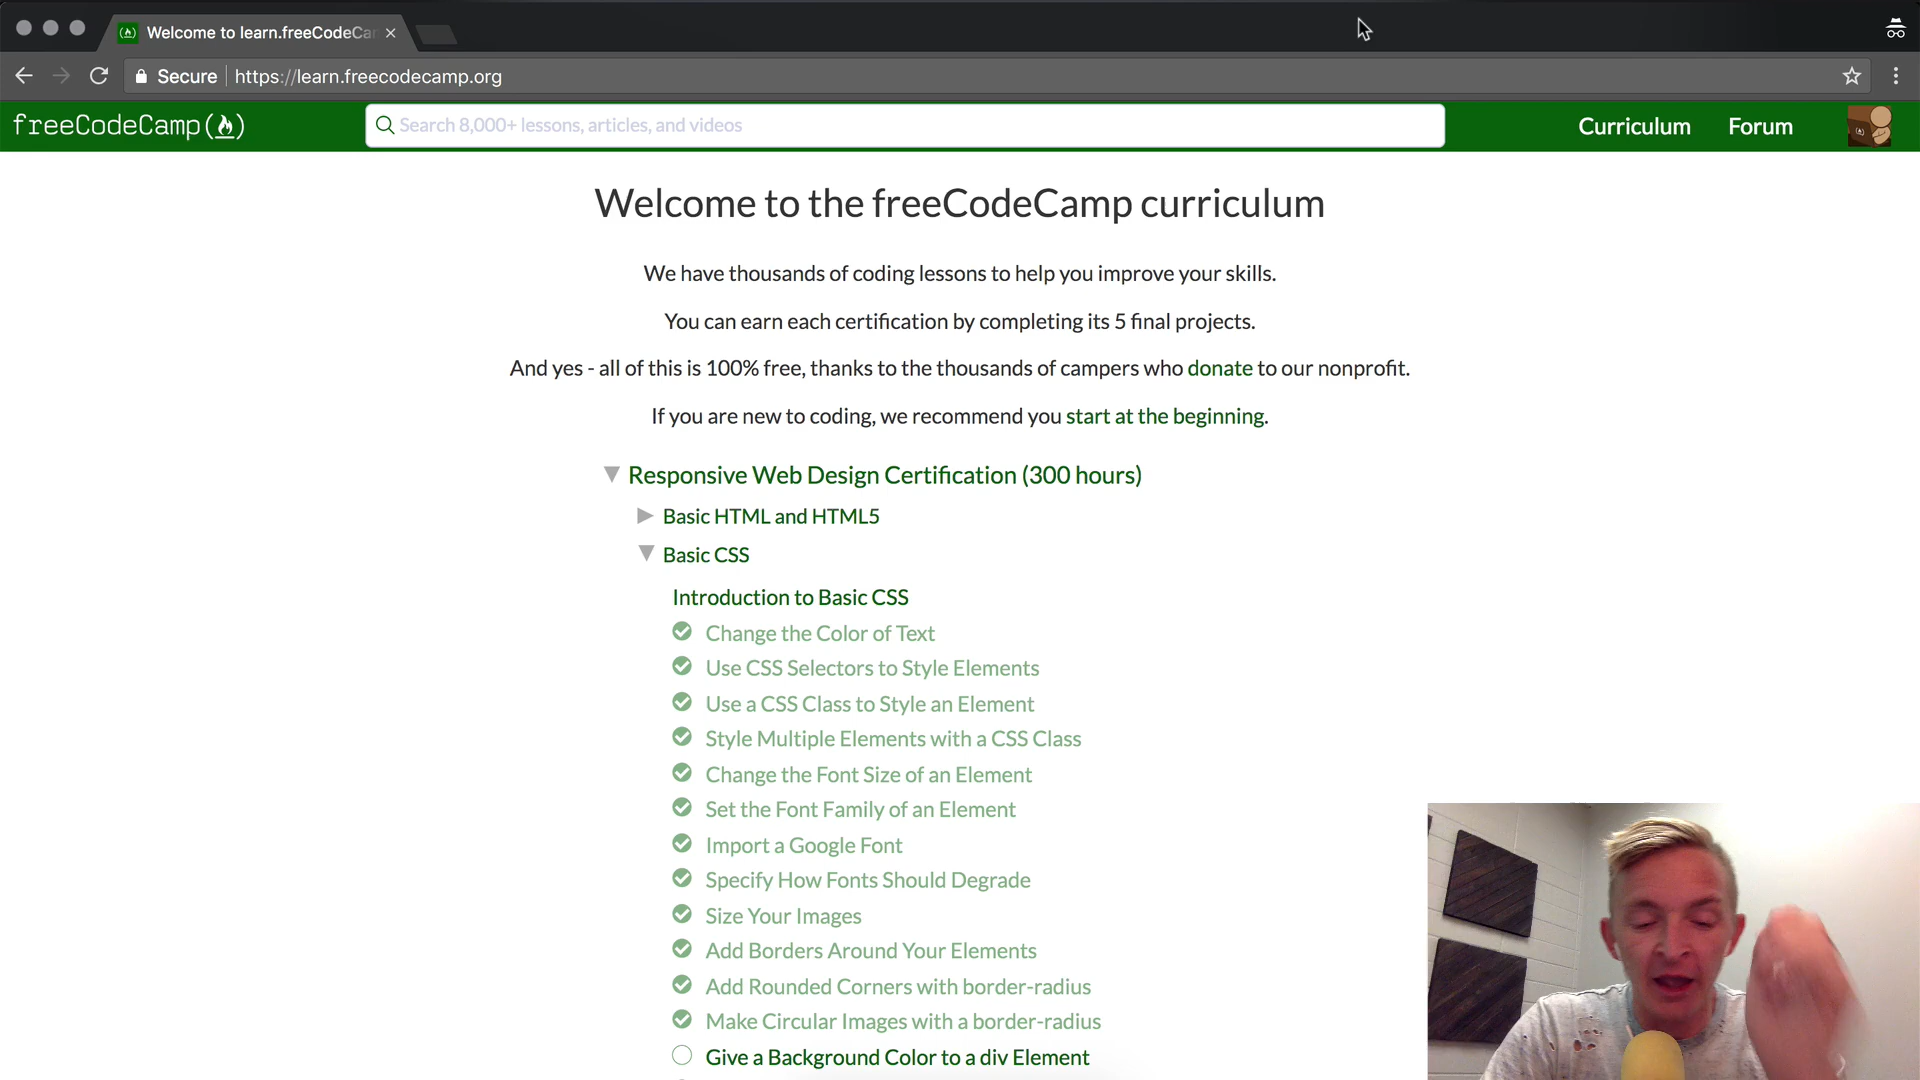 Welcome to learn.freeCodeCa
Secure
https://learn.freecodecamp.org
freeCodeCamp
Search 8,000+ lessons, articles, and videos
Curriculum
Forum
Welcome to the freeCodeCamp curriculum
We have thousands of coding lessons to help you improve your skills.
You can earn each certification by completing its 5 final projects.
And yes - all of this is 100% free, thanks to the thousands of campers who donate to our nonprofit.
If you are new to coding, we recommend you start at the beginning.
Responsive Web Design Certification (300 hours)
Basic HTML and HTML5
Basic CSS
Introduction to Basic CSS
Change the Color of Text
Use CSS Selectors to Style Elements
Use a CSS Class to Style an Element
Style Multiple Elements with a CSS Class
Change the Font Size of an Element
Set the Font Family of an Element
Import a Google Font
Specify How Fonts Should Degrade
Size Your Images
Add Borders Around Your Elements
Add Rounded Corners with border-radius
Make Circular Images with a border-radius
Give a Background Color to a div Element